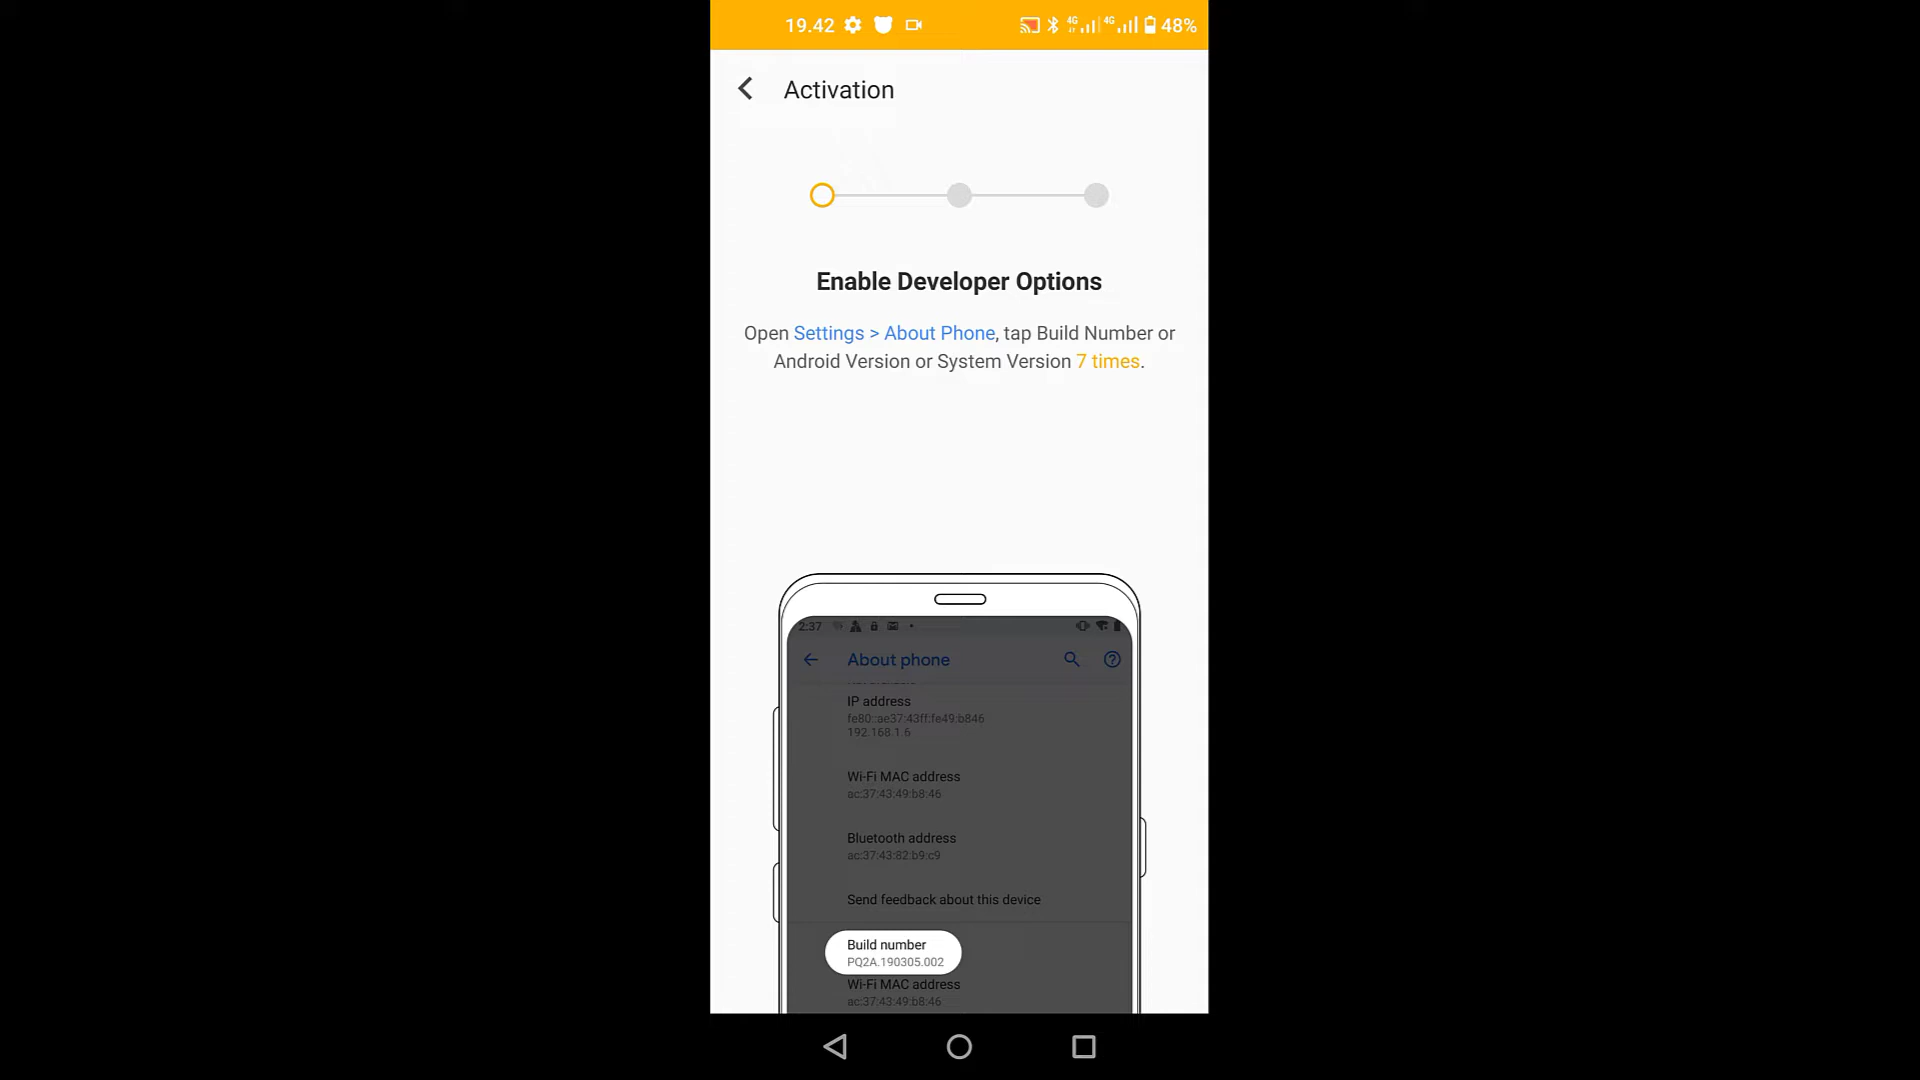 19.42
4G 4G 48%
Activation
Enable Developer Options
Open Settings > About Phone, tap Build Number or
Android Version or System Version 7 times.
2:37
About phone
IP address
fe80::ae37:43ff:fe49:b846
192.168.1 6
Wi-Fi MAC address
ac:37:43:49:b8:46
Bluetooth address
ac:37:43:82:b9:c9
Send feedback about this device
Build number
PQ2A.190305.002
Wi-Fi MAC address
ac:37:43:49:b8:46